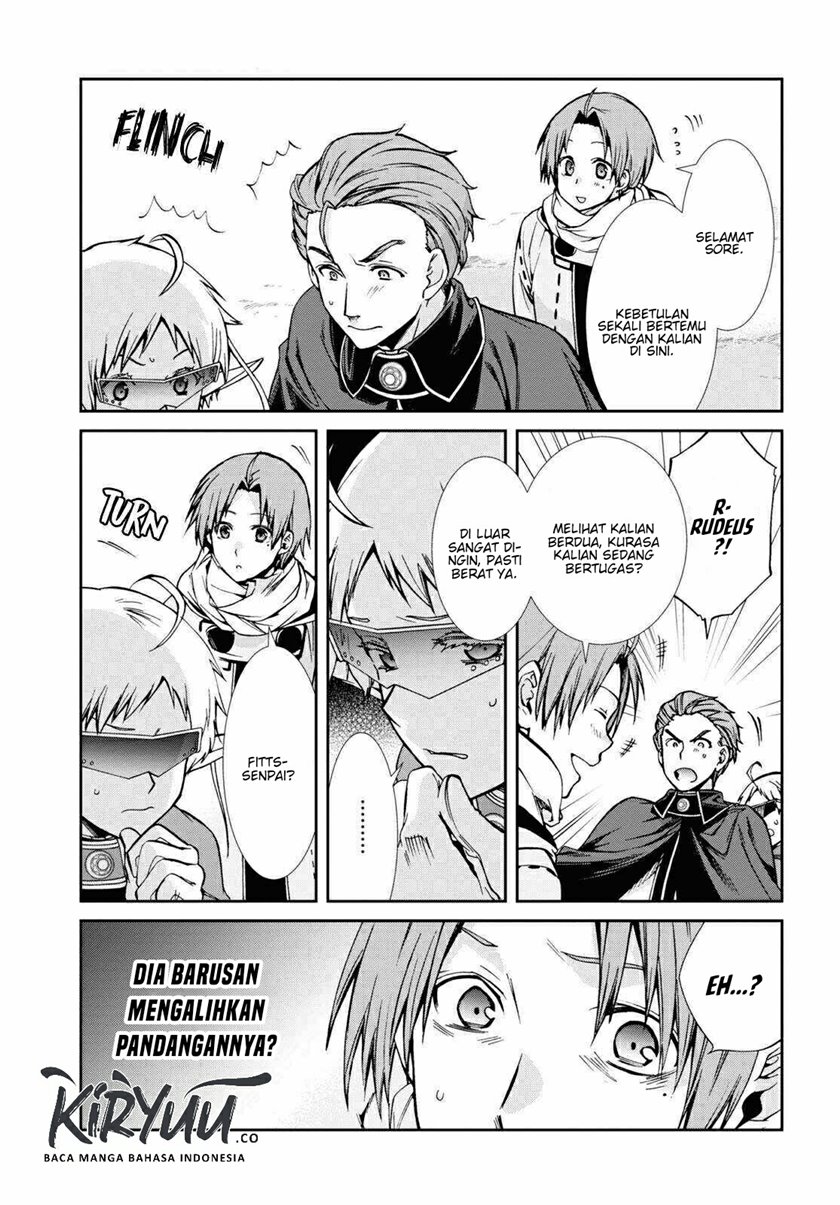 FLINCH
SELAMAT
SORE.
KEBETULAN
SEKALI BERTEMU
DENGAN KALIAN
DI SINI.
R-
RUDEUS
?!
MELIHAT KALIAN
BERDUA, KURASA
KALIAN SEDANG
BERTUGAS?
DI LUAR
SANGAT DI-
NGIN, PASTI
BERAT YA.
.........
TURN
FITTS-
SENPAI?
EH...?
DIA BARUSAN
MENGALIHKAN
PANDANGANNYA?
KIRYUU
.CO
BACA MANGA BAHASA INDONESIA